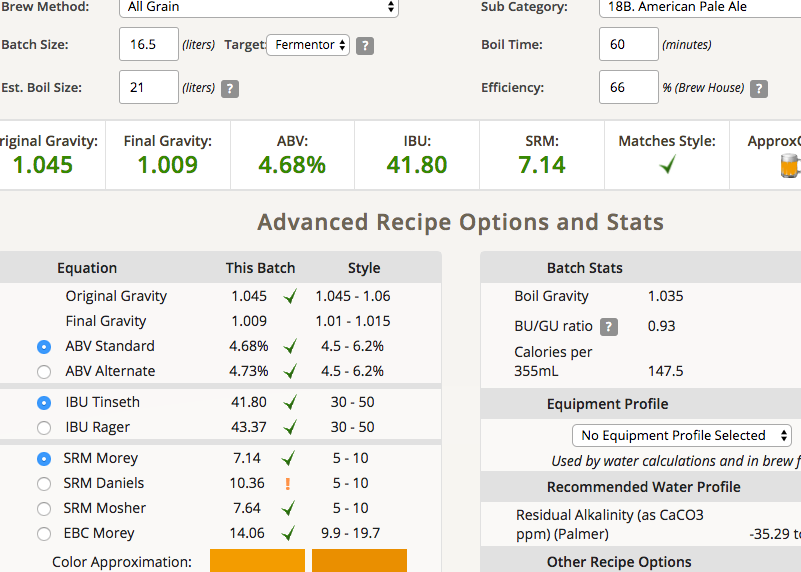 Brew Method: All Grain Sub Category: 18B. American Pale Ale
Batch Size: 16.5 (liters) Target: Fermentor ? Boil Time: 60 (minutes)
Est. Boil Size: 21 (liters) ? Efficiency: 66 % (Brew House) ?
riginal Gravity: Final Gravity: ABV: IBU: SRM: Matches Style: ApproxC
1.045 1.009 4.68% 41.80 7.14
Advanced Recipe Options and Stats
Equation This Batch Style
Original Gravity 1.045 1.045 - 1.06
Final Gravity 1.009 1.01 - 1.015
ABV Standard 4.68% 4.5 - 6.2%
ABV Alternate 4.73% 4.5 - 6.2%
IBU Tinseth 41.80 30 - 50
IBU Rager 43.37 30 - 50
SRM Morey 7.14 5 - 10
SRM Daniels 10.36 ! 5 - 10
SRM Mosher 7.64 5 - 10
EBC Morey 14.06 9.9 - 19.7
Color Approximation:
Batch Stats
Boil Gravity 1.035
BU/GU ratio ? 0.93
Calories per
355mL 147.5
Equipment Profile
No Equipment Profile Selected
Used by water calculations and in brew f
Recommended Water Profile
Residual Alkalinity (as CaCO3
ppm) (Palmer) -35.29 to
Other Recipe Options